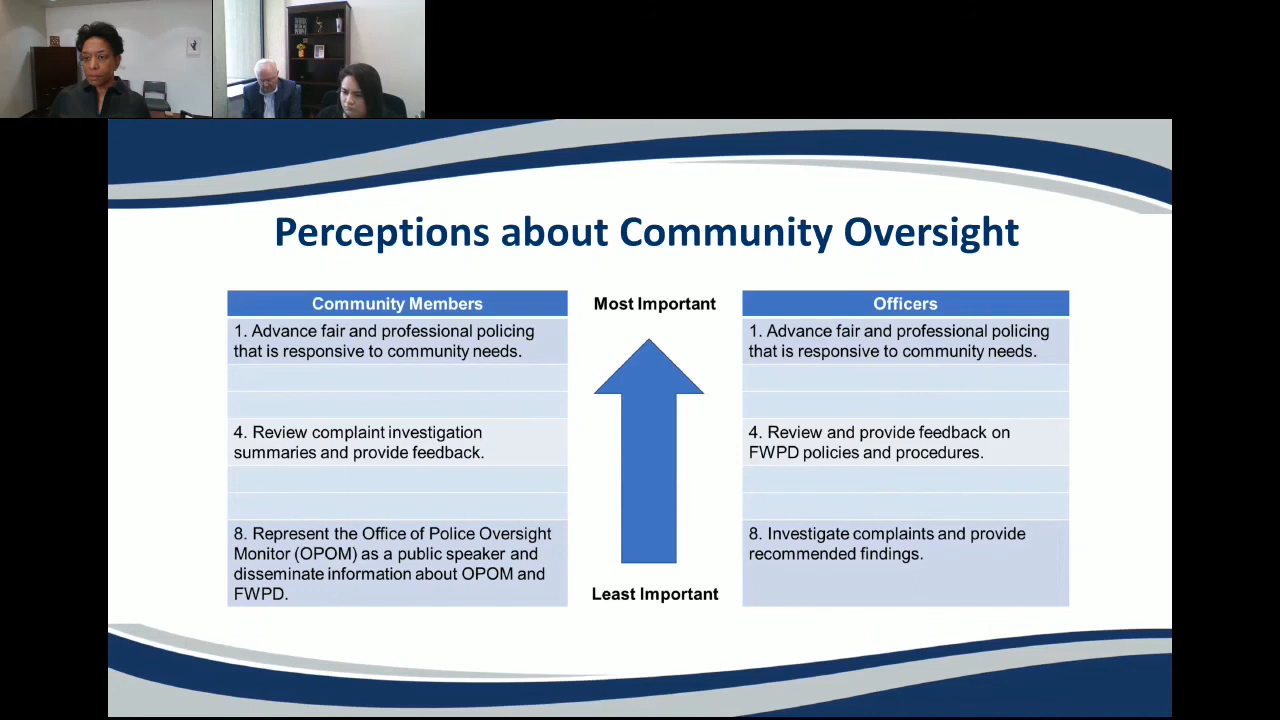 Perceptions about Community Oversight
Community Members
1. Advance fair and professional policing
that is responsive to community needs.
4. Review complaint investigation
summaries and provide feedback.
8. Represent the Office of Police Oversight
Monitor (OPOM) as a public speaker and
disseminate information about OPOM and
FWPD.
Most Important
Least Important
Officers
1. Advance fair and professional policing
that is responsive to community needs.
4. Review and provide feedback on
FWPD policies and procedures.
8. Investigate complaints and provide
recommended findings.